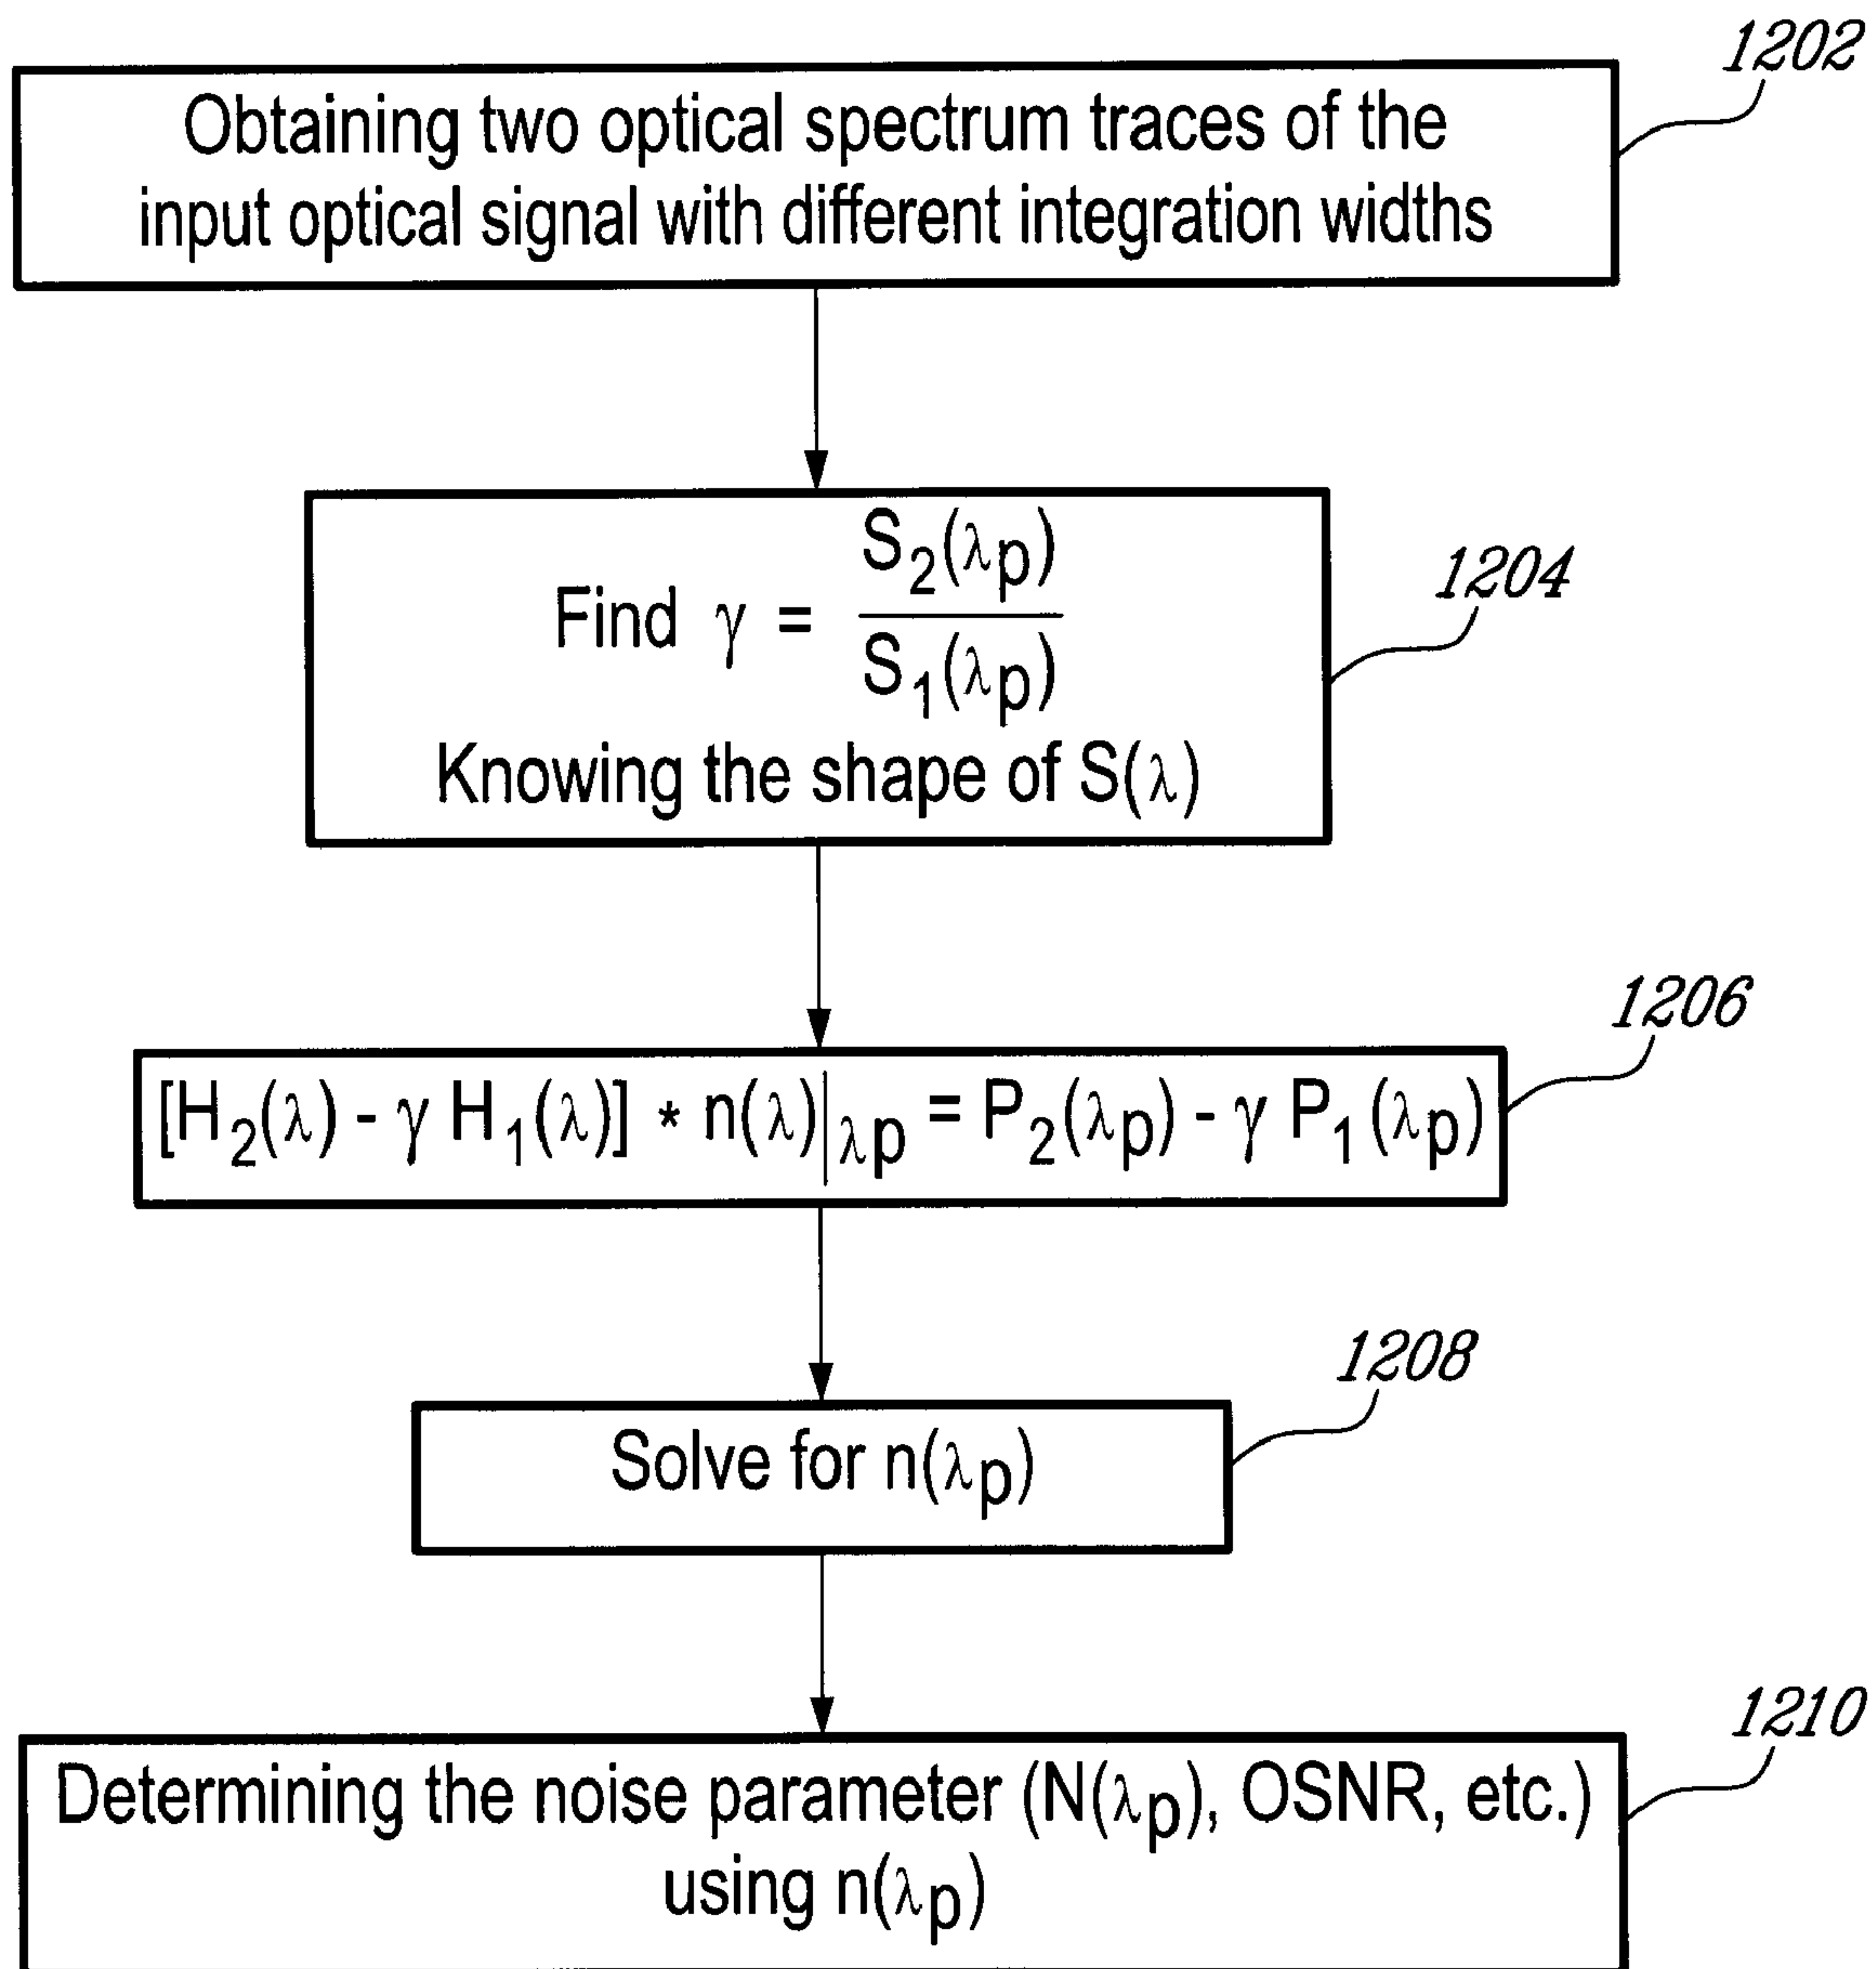 1202
Obtaining two optical spectrum traces of the
input optical signal with different integration widths
1204
Find γ = S₂(λp) / S₁(λp)
Knowing the shape of S(λ)
1206
[H₂(λ) - γ H₁(λ)] * n(λ)|λp = P₂(λp) - γ P₁(λp)
1208
Solve for n(λp)
1210
Determining the noise parameter (N(λp), OSNR, etc.)
using n(λp)